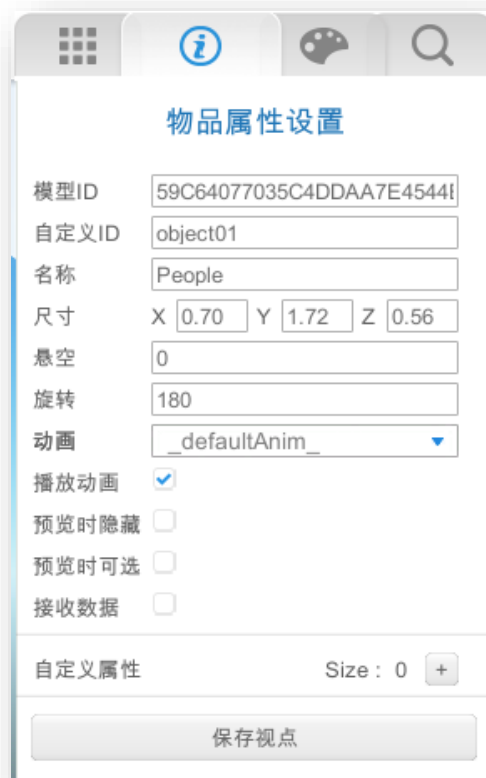 物品属性设置
模型ID 59C64077035C4DDAA7E4544
自定义ID object01
名称 People
尺寸 X 0.70 Y 1.72 Z 0.56
悬空 0
旋转 180
动画 _defaultAnim_
播放动画
预览时隐藏
预览时可选
接收数据
自定义属性 Size : 0 +
保存视点